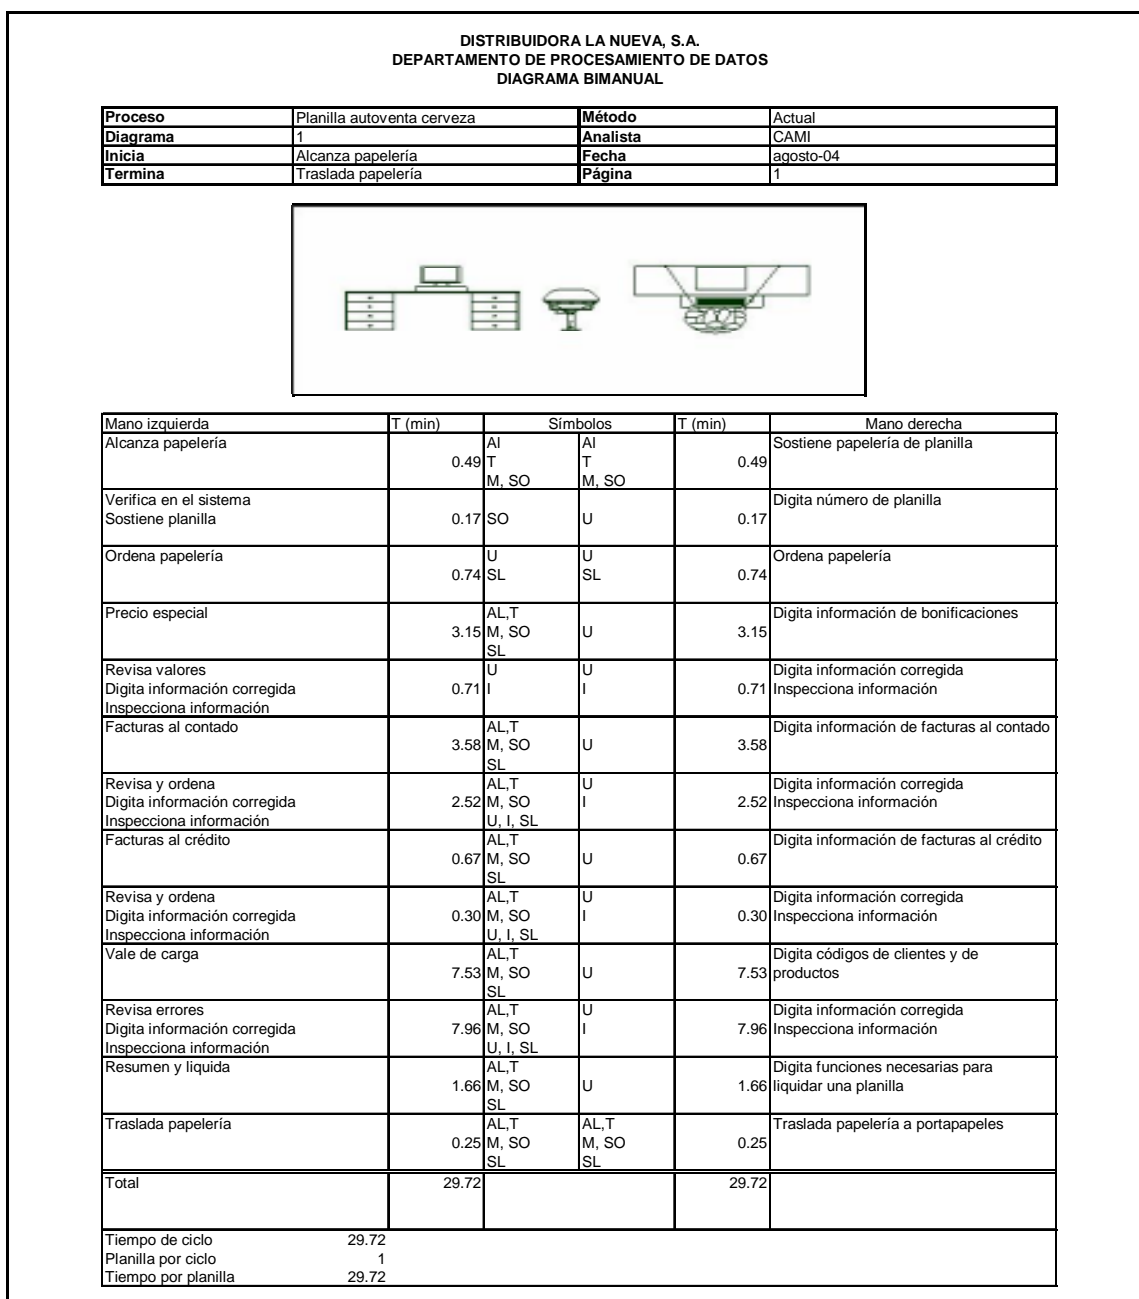 DISTRIBUIDORA LA NUEVA, S.A.
DEPARTAMENTO DE PROCESAMIENTO DE DATOS
DIAGRAMA BIMANUAL
Proceso Planilla autoventa cerveza Método Actual
Diagrama 1 Analista CAMI
Inicia Alcanza papelería Fecha agosto-04
Termina Traslada papelería Página 1
Mano izquierda T (min) Símbolos T (min) Mano derecha
Alcanza papelería Al Al Sostiene papelería de planilla
0.49 T T 0.49
M, SO M, SO
Verifica en el sistema Digita número de planilla
Sostiene planilla 0.17 SO U 0.17
Ordena papelería U U Ordena papelería
0.74 SL SL 0.74
Precio especial AL,T Digita información de bonificaciones
3.15 M, SO U 3.15
SL
Revisa valores U U Digita información corregida
Digita información corregida 0.71 I I 0.71 Inspecciona información
Inspecciona información
Facturas al contado AL,T Digita información de facturas al contado
3.58 M, SO U 3.58
SL
Revisa y ordena AL,T U Digita información corregida
Digita información corregida 2.52 M, SO I 2.52 Inspecciona información
Inspecciona información U, I, SL
Facturas al crédito AL,T Digita información de facturas al crédito
0.67 M, SO U 0.67
SL
Revisa y ordena AL,T U Digita información corregida
Digita información corregida 0.30 M, SO I 0.30 Inspecciona información
Inspecciona información U, I, SL
Vale de carga AL,T Digita códigos de clientes y de
7.53 M, SO U 7.53 productos
SL
Revisa errores AL,T U Digita información corregida
Digita información corregida 7.96 M, SO I 7.96 Inspecciona información
Inspecciona información U, I, SL
Resumen y liquida AL,T Digita funciones necesarias para
1.66 M, SO U 1.66 liquidar una planilla
SL
Traslada papelería AL,T AL,T Traslada papelería a portapapeles
0.25 M, SO M, SO 0.25
SL SL
Total 29.72 29.72
Tiempo de ciclo 29.72
Planilla por ciclo 1
Tiempo por planilla 29.72